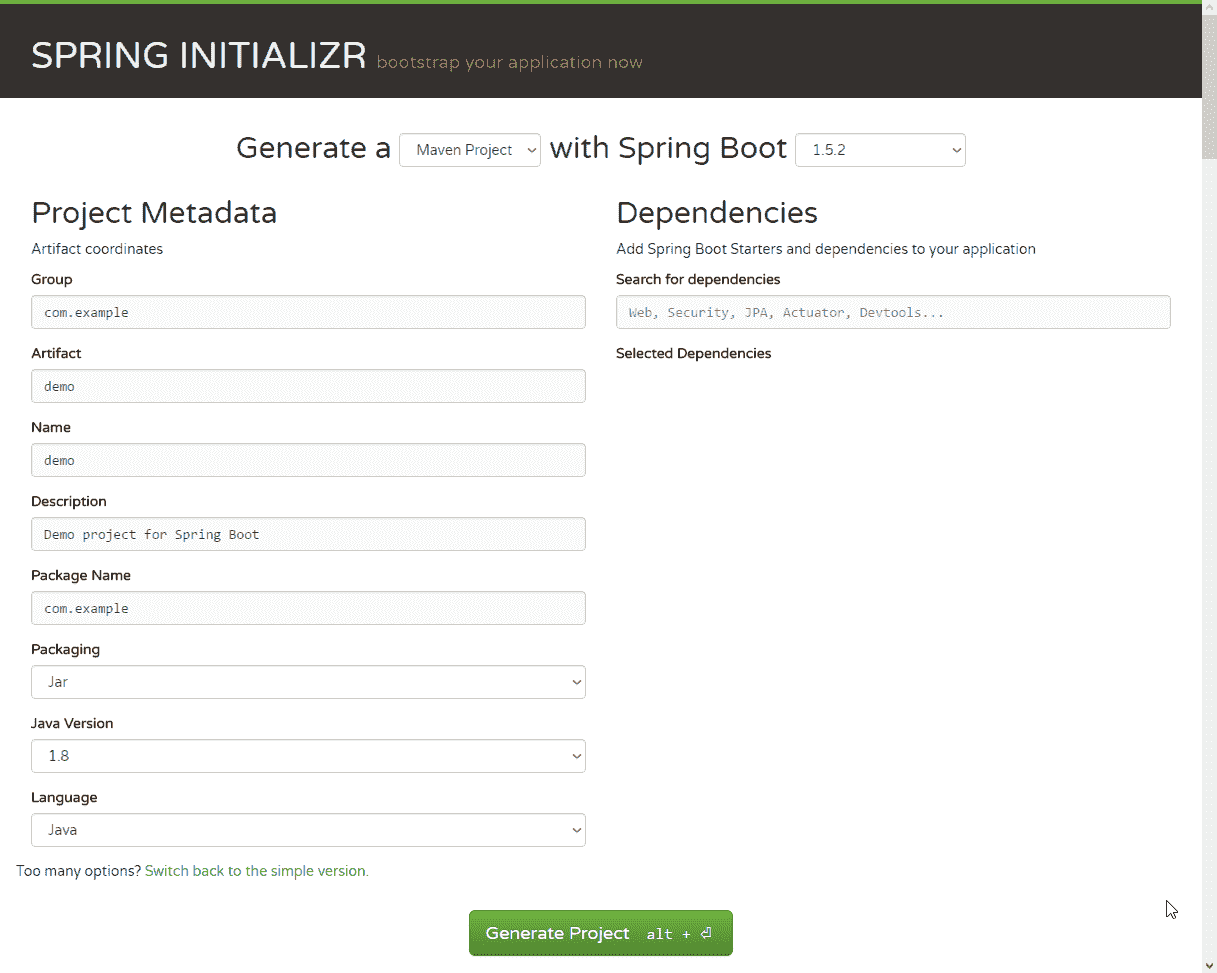 SPRING INITIALIZR bootstrap your application now
Generate a Maven Project with Spring Boot 1.5.2
Project Metadata
Artifact coordinates
Group
com.example
Artifact
demo
Name
demo
Description
Demo project for Spring Boot
Package Name
com.example
Packaging
Jar
Java Version
1.8
Language
Java
Too many options? Switch back to the simple version.
Dependencies
Add Spring Boot Starters and dependencies to your application
Search for dependencies
Web, Security, JPA, Actuator, Devtools...
Selected Dependencies
Generate Project alt + ⏎